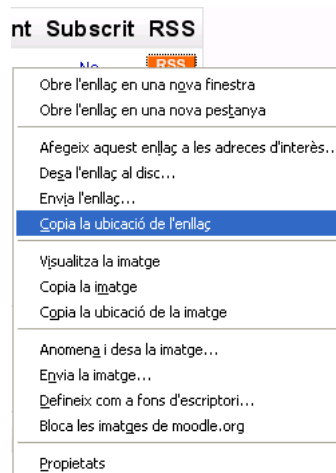 nt Subscrit RSS
No RSS
Obre l'enllaç en una nova finestra
Obre l'enllaç en una nova pestanya
Afegeix aquest enllaç a les adreces d'interès...
Desa l'enllaç al disc...
Envia l'enllaç...
Copia la ubicació de l'enllaç
Visualitza la imatge
Copia la imatge
Copia la ubicació de la imatge
Anomena i desa la imatge...
Envia la imatge...
Defineix com a fons d'escriptori...
Bloca les imatges de moodle.org
Propietats